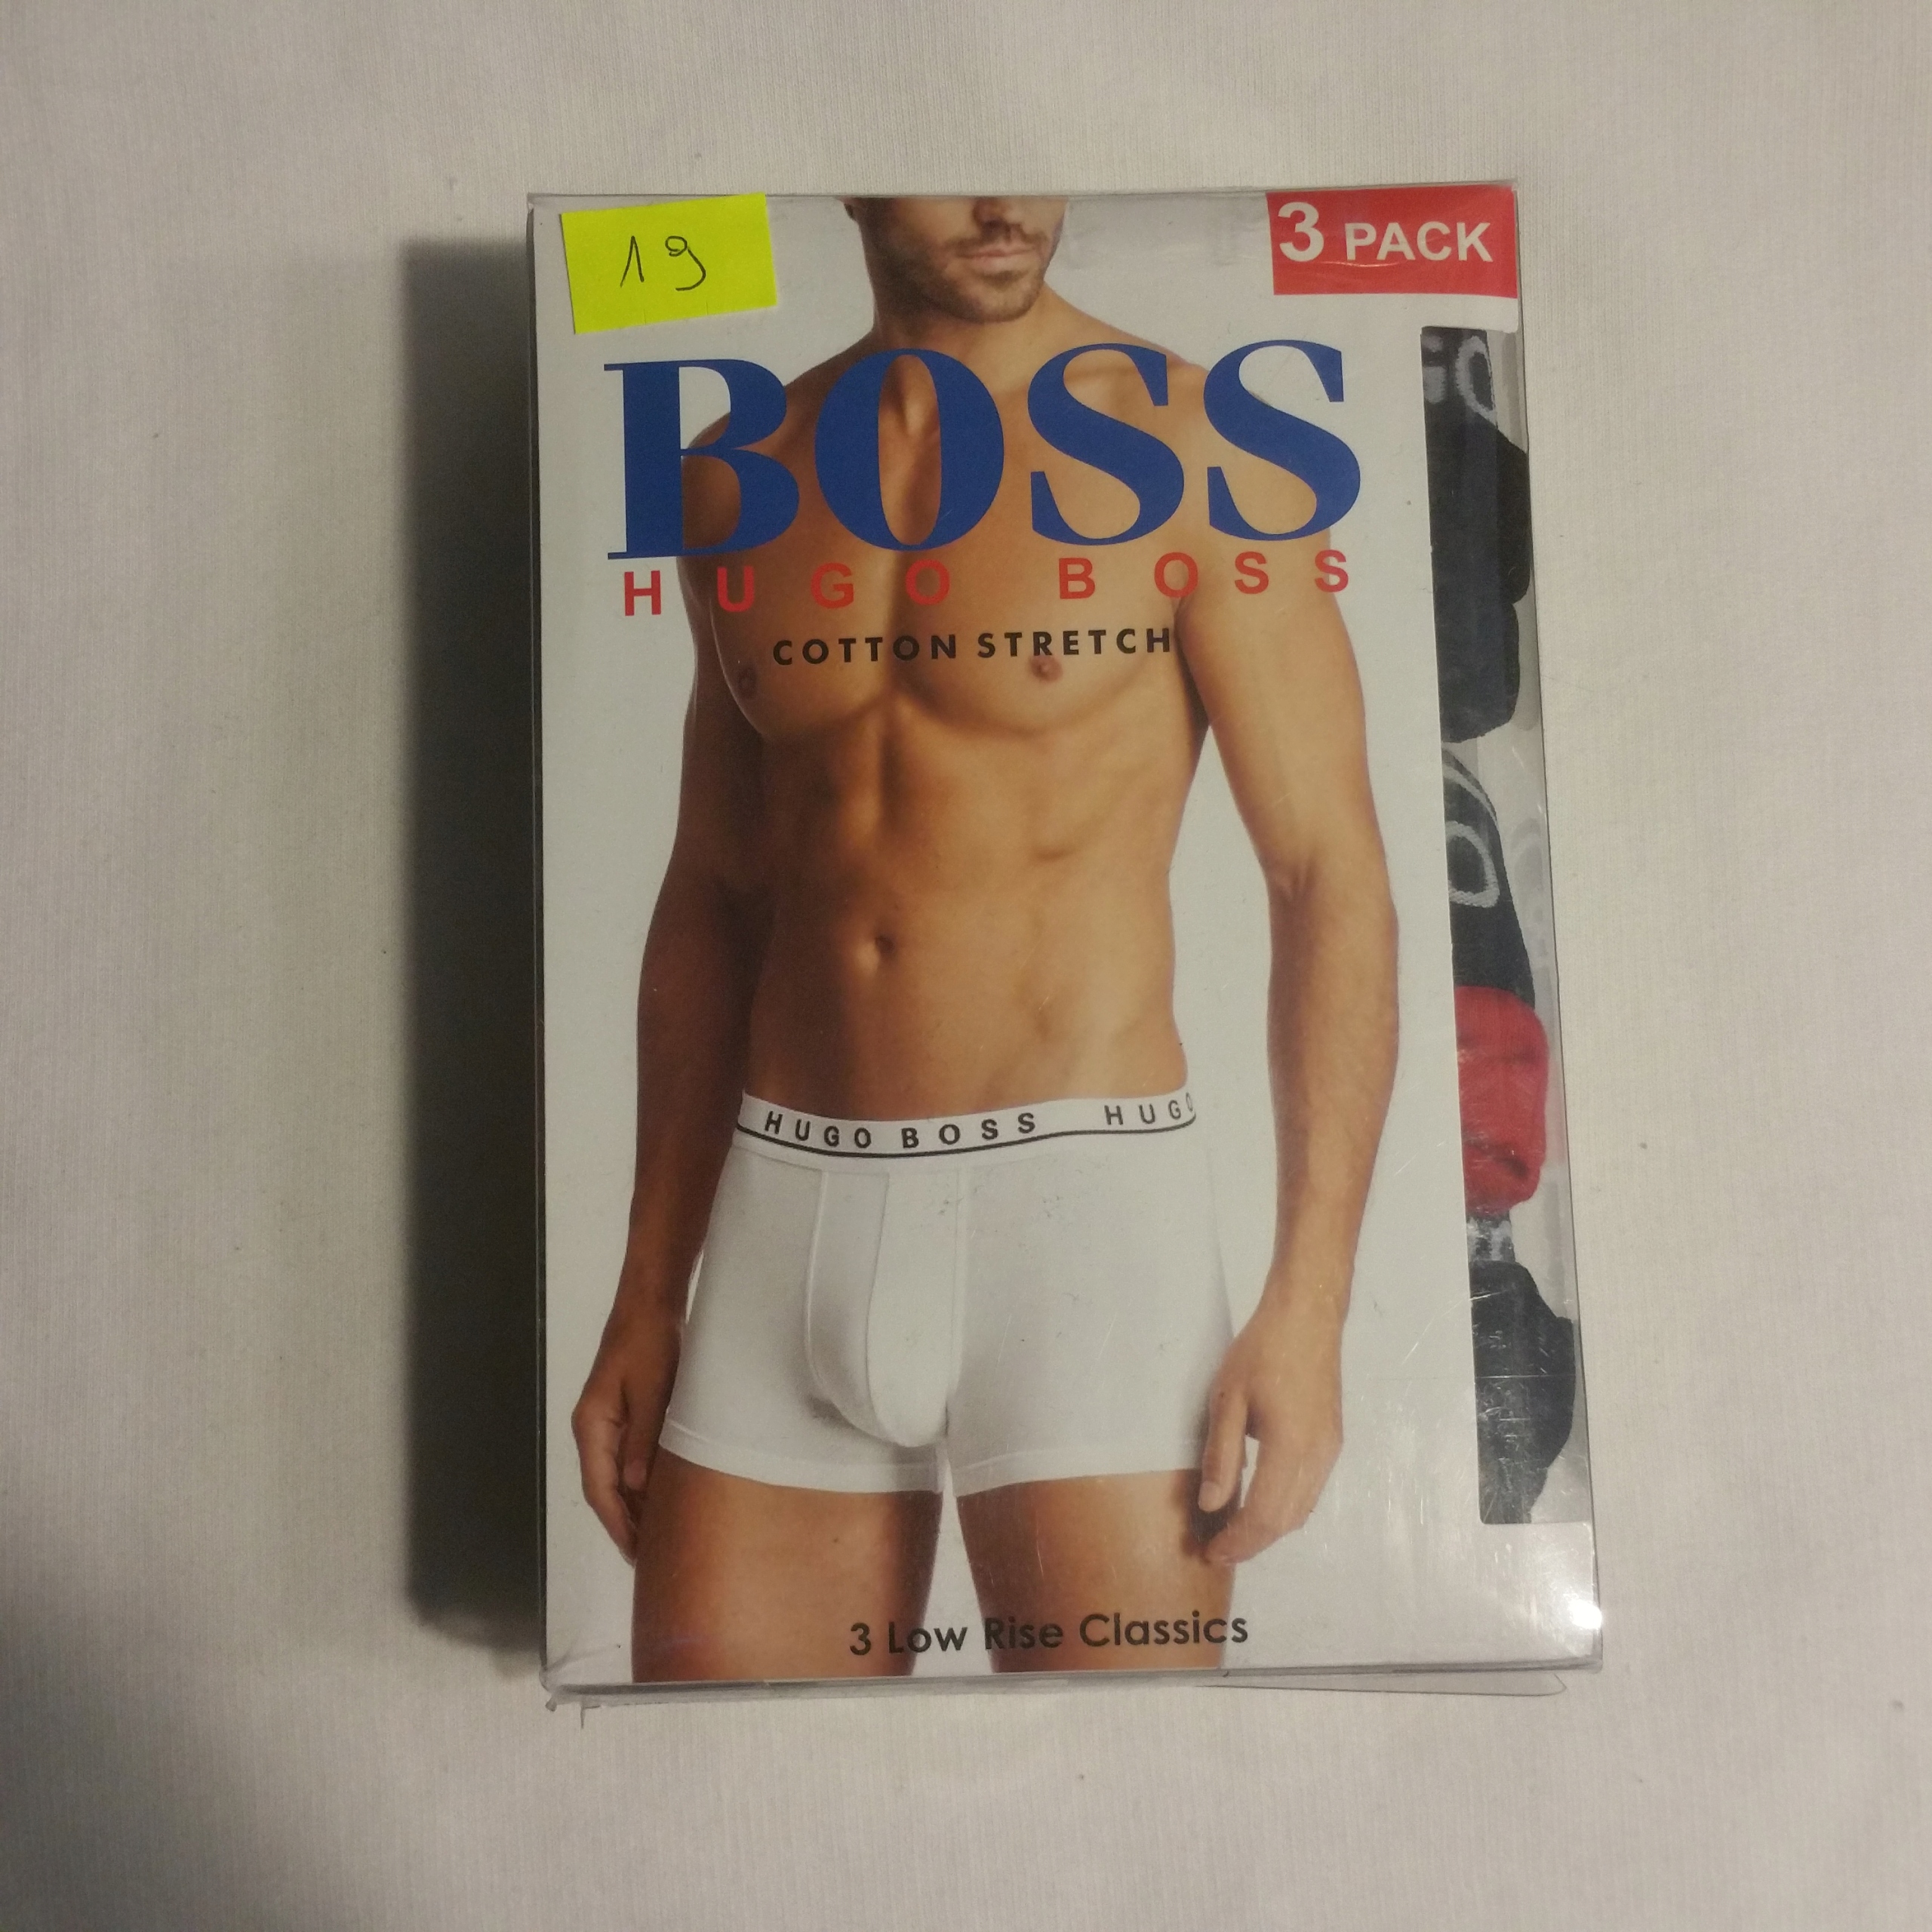 19
3 PACK
BOSS
HUGO BOSS
COTTON STRETCH
HUGO BOSS HUGO
3 Low Rise Classics